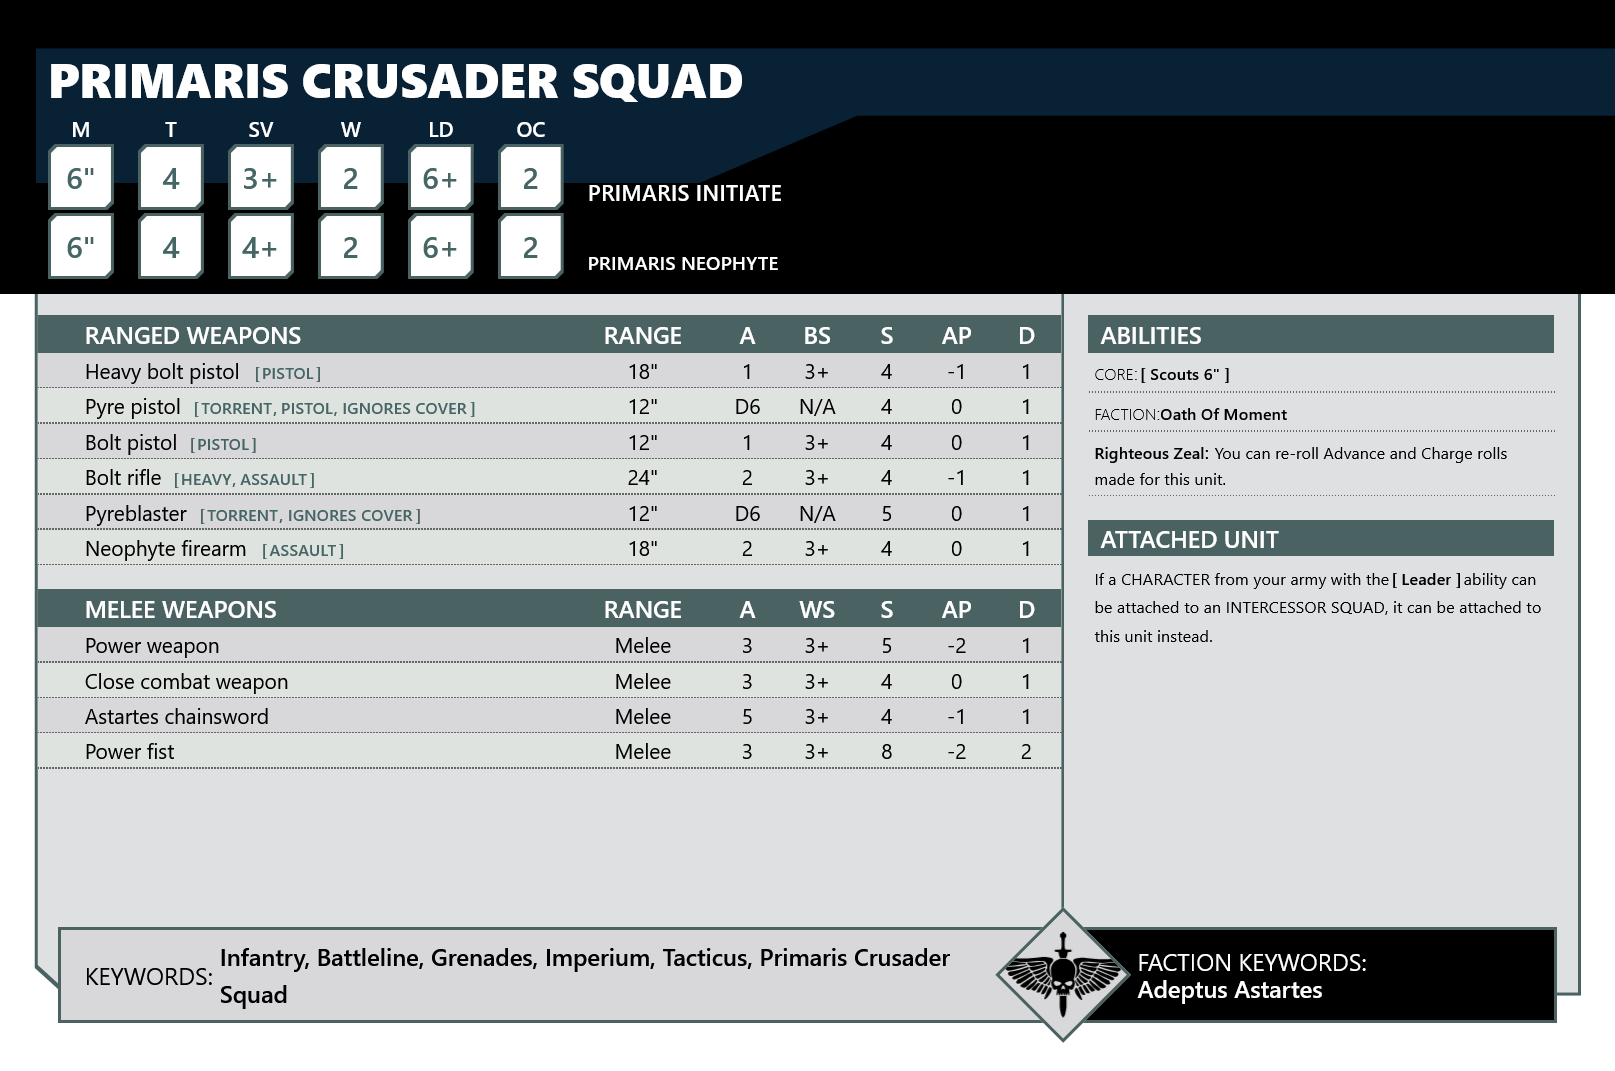 PRIMARIS CRUSADER SQUAD
M T SV W LD OC
6" 4 3+ 2 6+ 2 PRIMARIS INITIATE
6" 4 4+ 2 6+ 2 PRIMARIS NEOPHYTE
RANGED WEAPONS RANGE A BS S AP D
Heavy bolt pistol [PISTOL] 18" 1 3+ 4 -1 1
Pyre pistol [TORRENT, PISTOL, IGNORES COVER] 12" D6 N/A 4 0 1
Bolt pistol [PISTOL] 12" 1 3+ 4 0 1
Bolt rifle [HEAVY, ASSAULT] 24" 2 3+ 4 -1 1
Pyreblaster [TORRENT, IGNORES COVER] 12" D6 N/A 5 0 1
Neophyte firearm [ASSAULT] 18" 2 3+ 4 0 1
MELEE WEAPONS RANGE A WS S AP D
Power weapon Melee 3 3+ 5 -2 1
Close combat weapon Melee 3 3+ 4 0 1
Astartes chainsword Melee 5 3+ 4 -1 1
Power fist Melee 3 3+ 8 -2 2
ABILITIES
CORE: [ Scouts 6" ]
FACTION:Oath Of Moment
Righteous Zeal: You can re-roll Advance and Charge rolls
made for this unit.
ATTACHED UNIT
If a CHARACTER from your army with the [ Leader ] ability can
be attached to an INTERCESSOR SQUAD, it can be attached to
this unit instead.
KEYWORDS: Infantry, Battleline, Grenades, Imperium, Tacticus, Primaris Crusader
Squad
FACTION KEYWORDS:
Adeptus Astartes